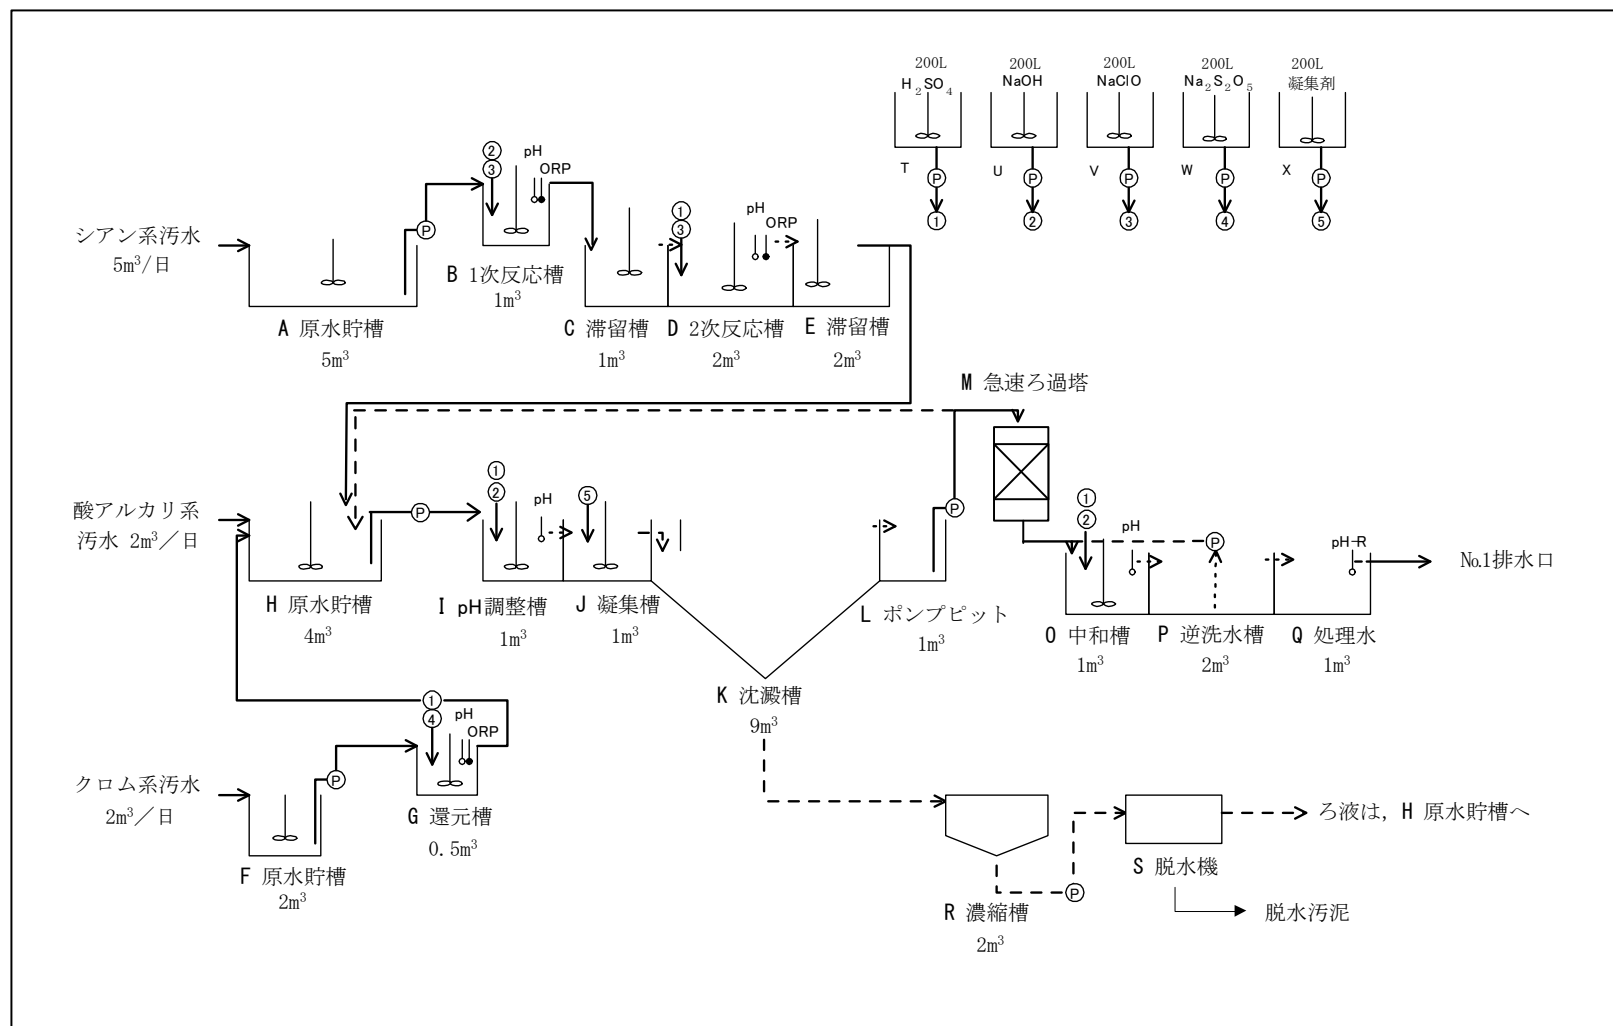 200L
H₂SO₄
200L
NaOH
200L
NaClO
200L
Na₂S₂O₅
200L
凝集剤
T
P
①
U
P
②
V
P
③
W
P
④
X
P
⑤
シアン系汚水
5m³/日
A 原水貯槽
5m³
P
②
③
pH
ORP
B 1次反応槽
1m³
C 滞留槽
1m³
①
③
pH
ORP
D 2次反応槽
2m³
E 滞留槽
2m³
酸アルカリ系
汚水 2m³／日
H 原水貯槽
4m³
P
①
②
pH
I pH調整槽
1m³
⑤
J 凝集槽
1m³
K 沈澱槽
9m³
L ポンプピット
1m³
P
M 急速ろ過塔
①
②
pH
O 中和槽
1m³
P
P 逆洗水槽
2m³
pH-R
Q 処理水
1m³
No.1排水口
クロム系汚水
2m³／日
F 原水貯槽
2m³
P
①
④
pH
ORP
G 還元槽
0.5m³
R 濃縮槽
2m³
P
S 脱水機
ろ液は，H 原水貯槽へ
脱水汚泥